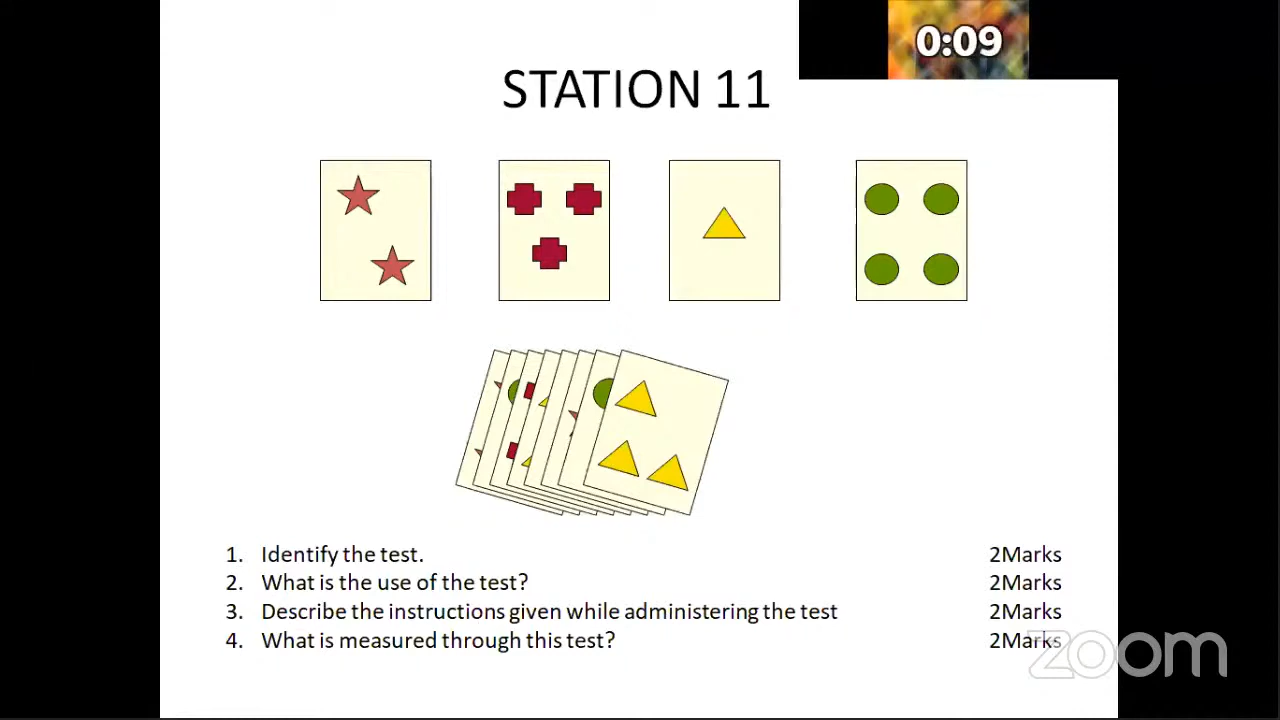 0:09
STATION 11
1. Identify the test. 2Marks
2. What is the use of the test? 2Marks
3. Describe the instructions given while administering the test 2Marks
4. What is measured through this test? 2Marks
zoom